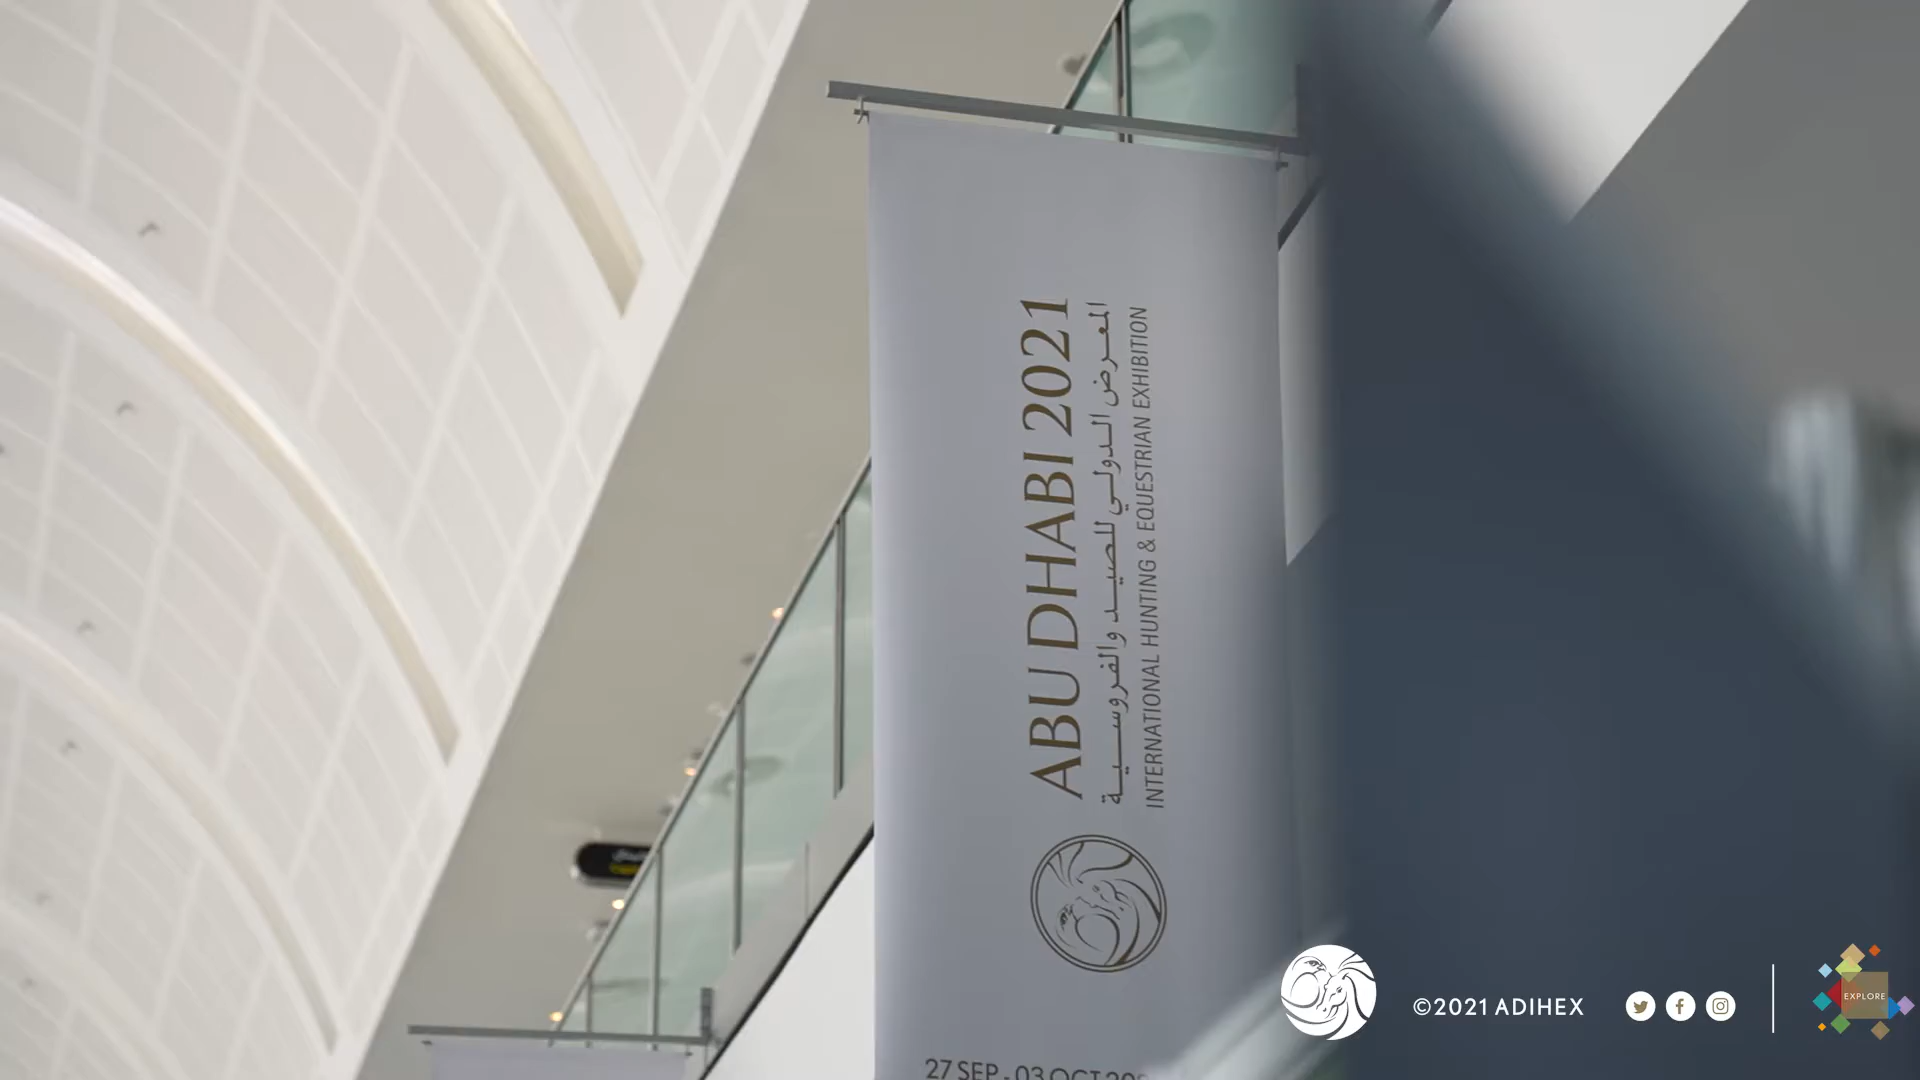 ABU DHABI 2021
المعرض الدولي للصيد والفروسية
INTERNATIONAL HUNTING & EQUESTRIAN EXHIBITION
27 SEP - 03 OCT
©2021 ADIHEX
EXPLORE